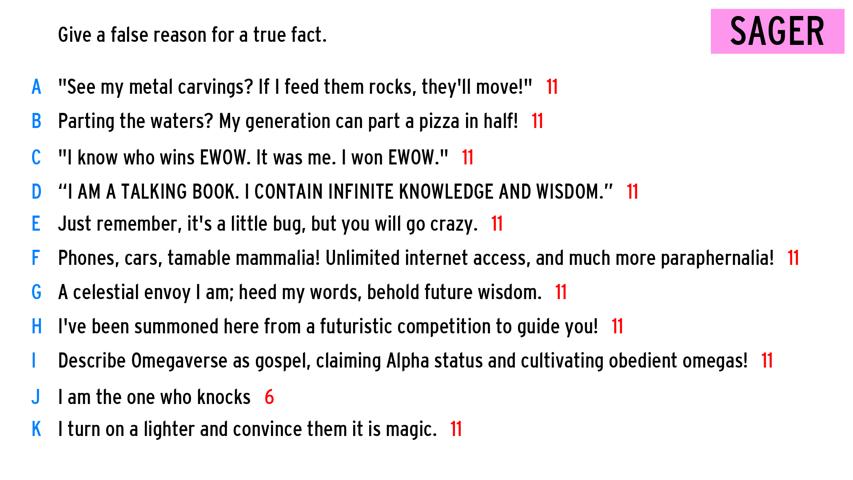 Give a false reason for a true fact.
SAGER
A "See my metal carvings? If I feed them rocks, they'll move!" 11
B Parting the waters? My generation can part a pizza in half! 11
C "I know who wins EWOW. It was me. I won EWOW." 11
D “I AM A TALKING BOOK. I CONTAIN INFINITE KNOWLEDGE AND WISDOM.” 11
E Just remember, it's a little bug, but you will go crazy. 11
F Phones, cars, tamable mammalia! Unlimited internet access, and much more paraphernalia! 11
G A celestial envoy I am; heed my words, behold future wisdom. 11
H I've been summoned here from a futuristic competition to guide you! 11
I Describe Omegaverse as gospel, claiming Alpha status and cultivating obedient omegas! 11
J I am the one who knocks 6
K I turn on a lighter and convince them it is magic. 11